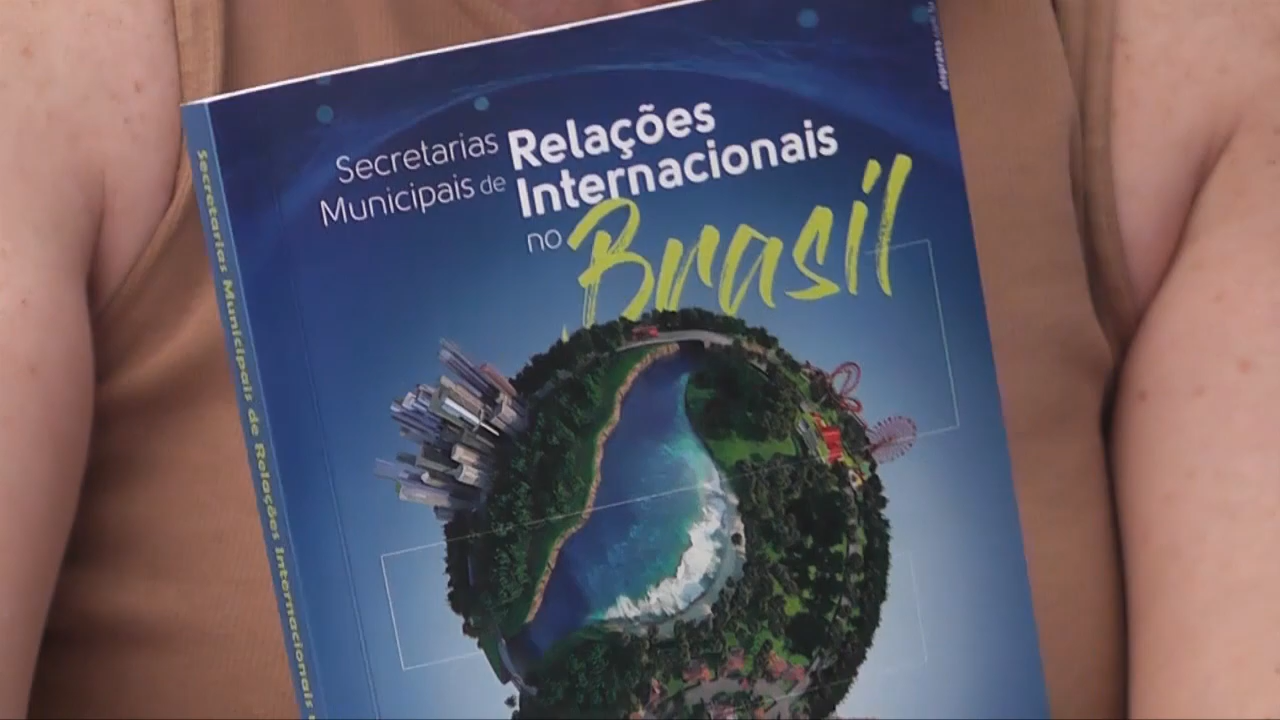 Secretarias
Municipais de
Relações
Internacionais
no Brasil
Secretarias Municipais de Relações Internacionais